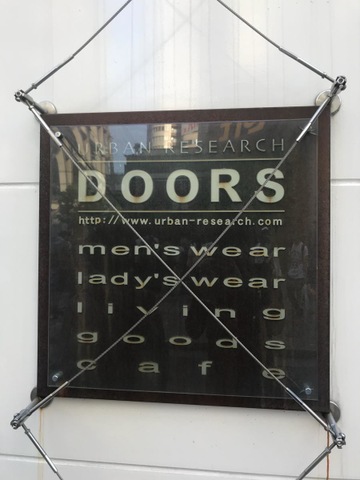 URBAN RESEARCH
DOORS
http://www.urban-research.com
men's wear
lady's wear
living
goods
cafe